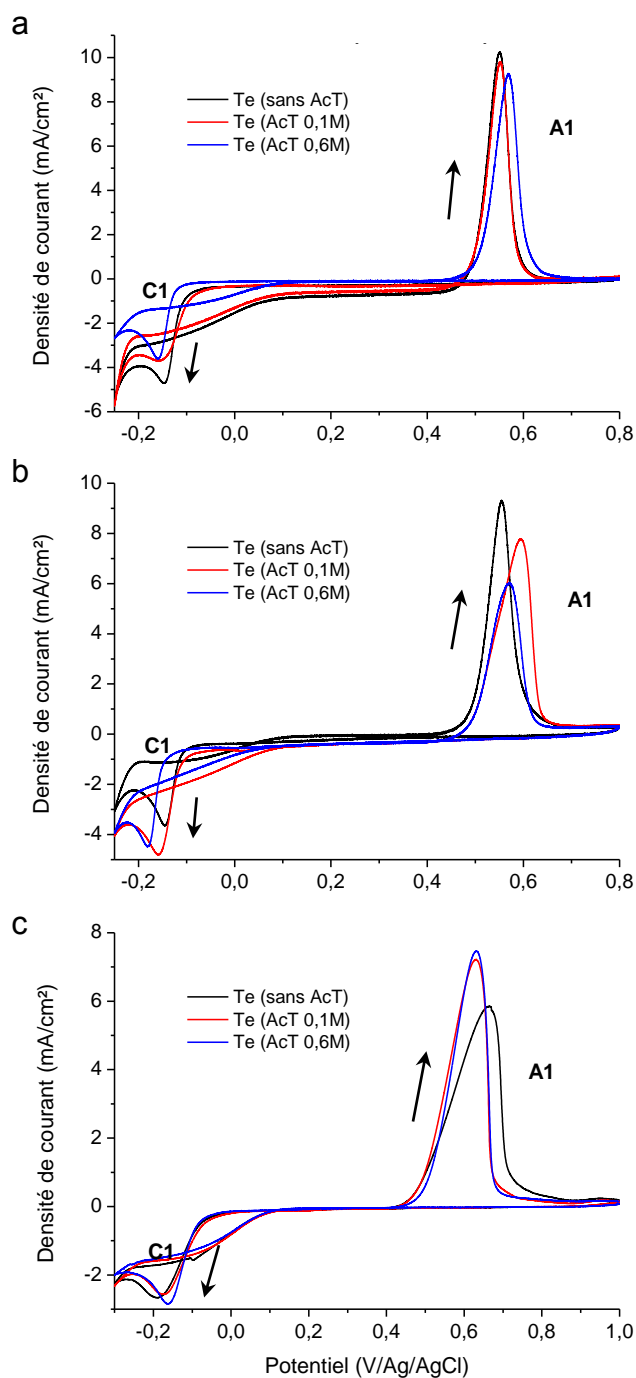 a
10
8
6
4
2
0
-2
-4
-6
-0,2
0,0
0,2
0,4
0,6
0,8
Densité de courant (mA/cm²)
Te (sans AcT)
Te (AcT 0,1M)
Te (AcT 0,6M)
A1
C1
b
10
8
6
4
2
0
-2
-4
-0,2
0,0
0,2
0,4
0,6
0,8
Densité de courant (mA/cm²)
Te (sans AcT)
Te (AcT 0,1M)
Te (AcT 0,6M)
A1
C1
c
8
6
4
2
0
-2
-0,2
0,0
0,2
0,4
0,6
0,8
1,0
Densité de courant (mA/cm²)
Te (sans AcT)
Te (AcT 0,1M)
Te (AcT 0,6M)
A1
C1
Potentiel (V/Ag/AgCl)